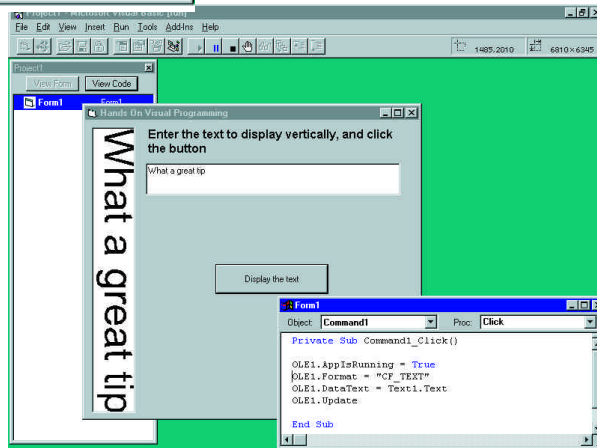 Project1 - Microsoft Visual Basic [run]
File Edit View Insert Run Tools Add-Ins Help
1485,2010 6810×6345
Project1
View Form View Code
Form1 Form1
Hands On Visual Programming
What a great tip
Enter the text to display vertically, and click
the button
What a great tip
Display the text
Form1
Object: Command1 Proc: Click
Private Sub Command1_Click()
OLE1.AppIsRunning = True
OLE1.Format = "CF_TEXT"
OLE1.DataText = Text1.Text
OLE1.Update
End Sub